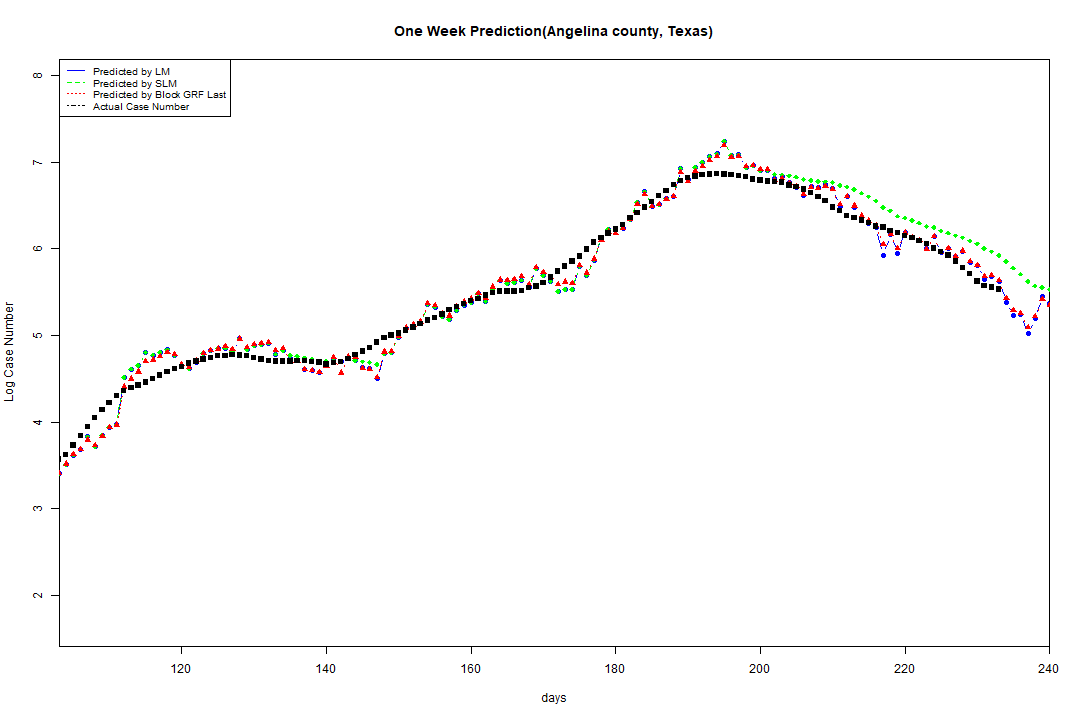 One Week Prediction(Angelina county, Texas)
Predicted by LM
Predicted by SLM
Predicted by Block GRF Last
Actual Case Number
Log Case Number
8
7
6
5
4
3
2
120 140 160 180 200 220 240
days